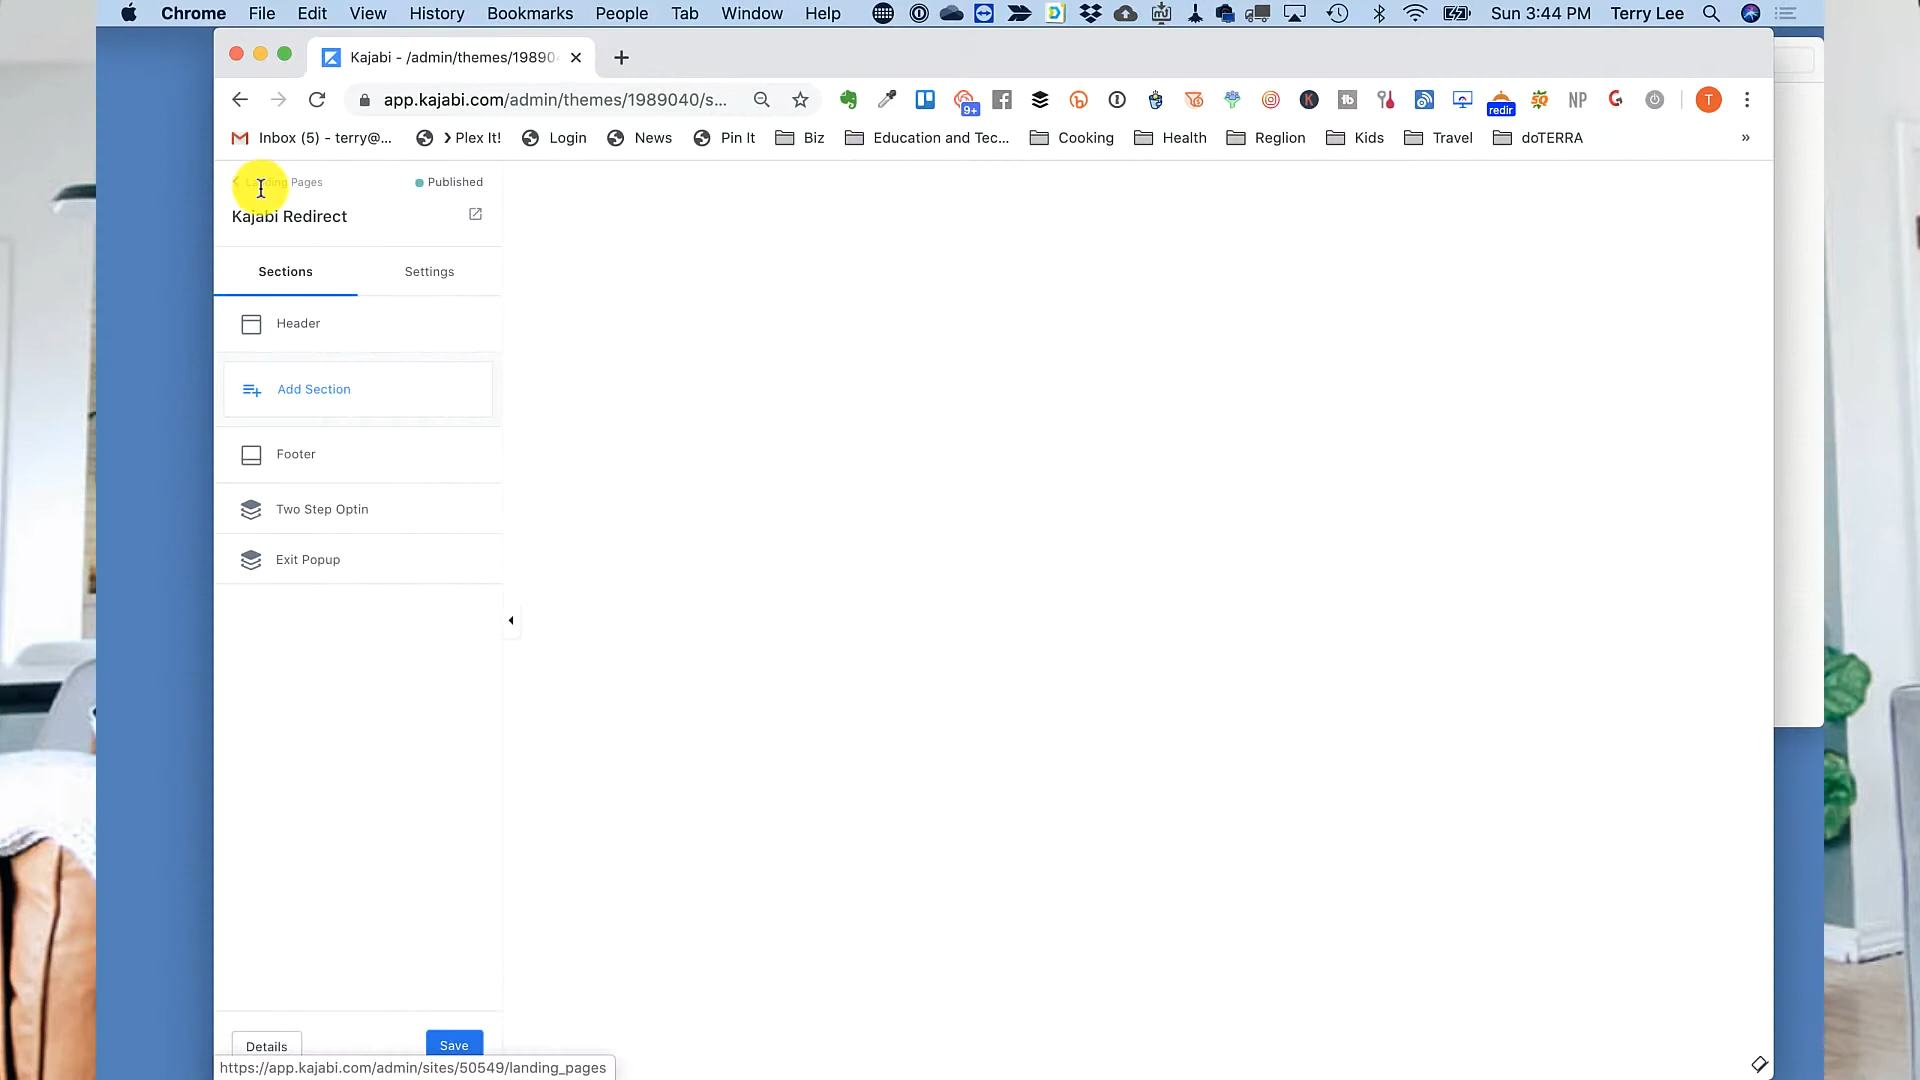 Chrome File Edit View History Bookmarks People Tab Window Help Sun 3:44 PM Terry Lee
Kajabi - /admin/themes/19890
app.kajabi.com/admin/themes/1989040/s...
9+
redir
NP
T
Inbox (5) - terry@... Plex It! Login News Pin It Biz Education and Tec... Cooking Health Reglion Kids Travel doTERRA »
Landing Pages Published
Kajabi Redirect
Sections Settings
Header
Add Section
Footer
Two Step Optin
Exit Popup
Details Save
https://app.kajabi.com/admin/sites/50549/landing_pages